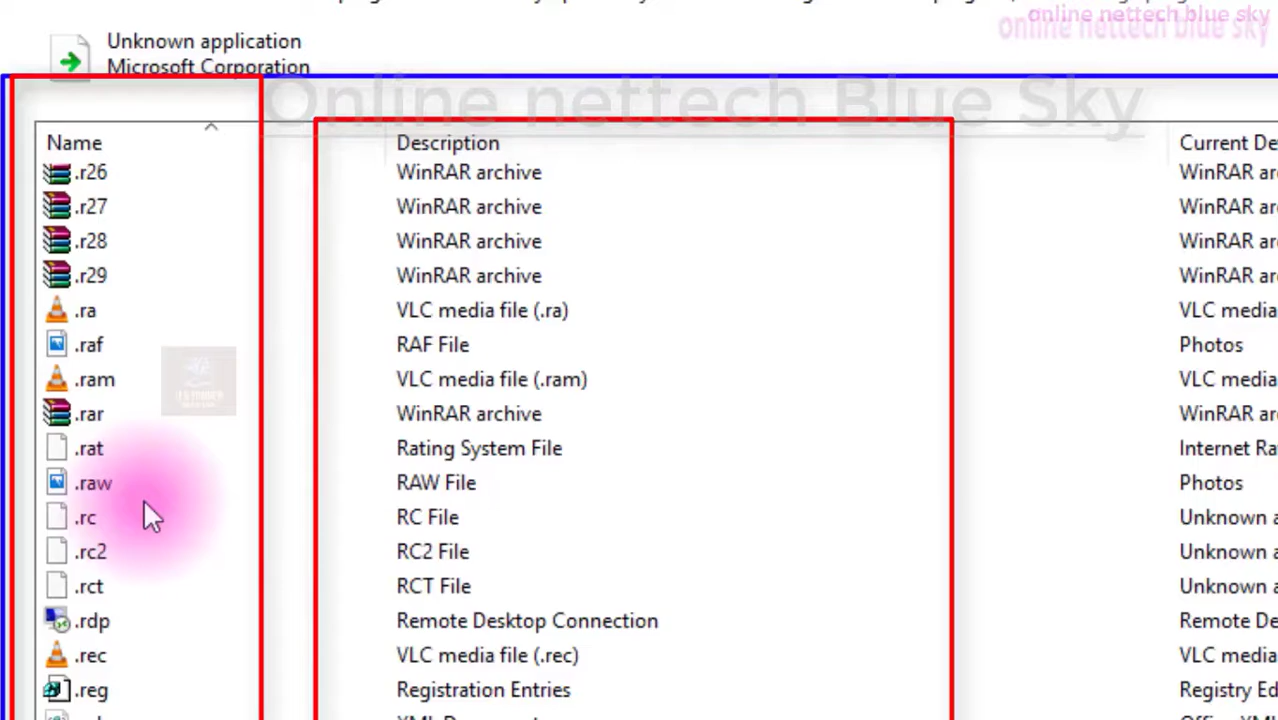 online nettech blue sky
online nettech blue sky
Unknown application
Microsoft Corporation
Online nettech Blue Sky
Name Description Current De
.r26 WinRAR archive WinRAR ar
.r27 WinRAR archive WinRAR ar
.r28 WinRAR archive WinRAR ar
.r29 WinRAR archive WinRAR ar
.ra VLC media file (.ra) VLC media
.raf RAF File Photos
.ram VLC media file (.ram) VLC media
.rar WinRAR archive WinRAR ar
.rat Rating System File Internet Ra
.raw RAW File Photos
.rc RC File Unknown a
.rc2 RC2 File Unknown a
.rct RCT File Unknown a
.rdp Remote Desktop Connection Remote De
.rec VLC media file (.rec) VLC media
.reg Registration Entries Registry Ed